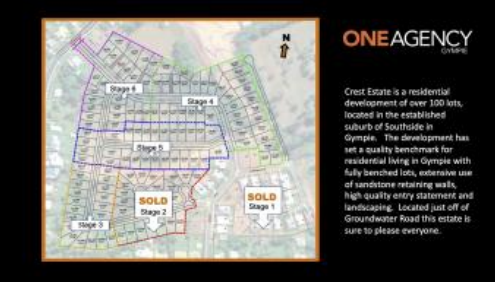 ONE AGENCY
GYMPIE
N
Stage 6
Stage 4
Stage 5
SOLD
Stage 2
SOLD
Stage 1
Stage 3
Crest Estate is a residential
development of over 100 lots,
located in the established
suburb of Southside in
Gympie. The development has
set a quality benchmark for
residential living in Gympie with
fully benched lots, extensive use
of sandstone retaining walls,
high quality entry statement and
landscaping. Located just off of
Groundwater Road this estate is
sure to please everyone.